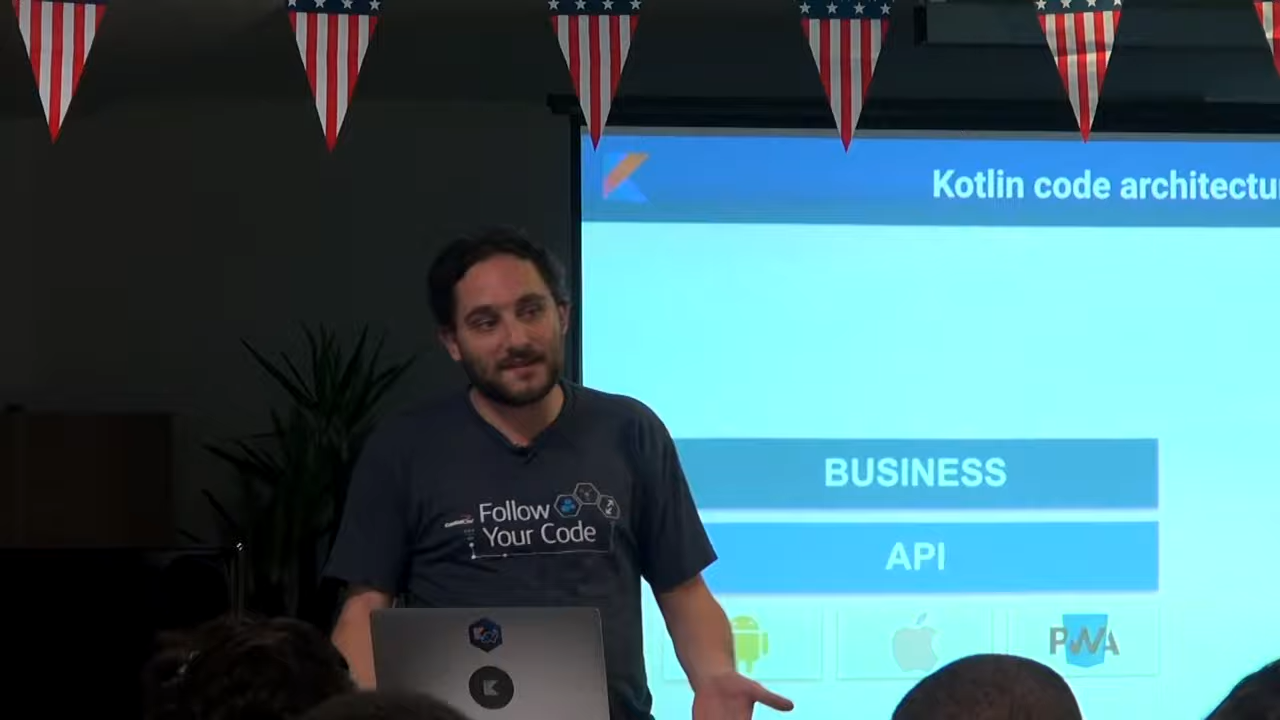 Kotlin code architectu
BUSINESS
API
PWA
Follow
Your Code